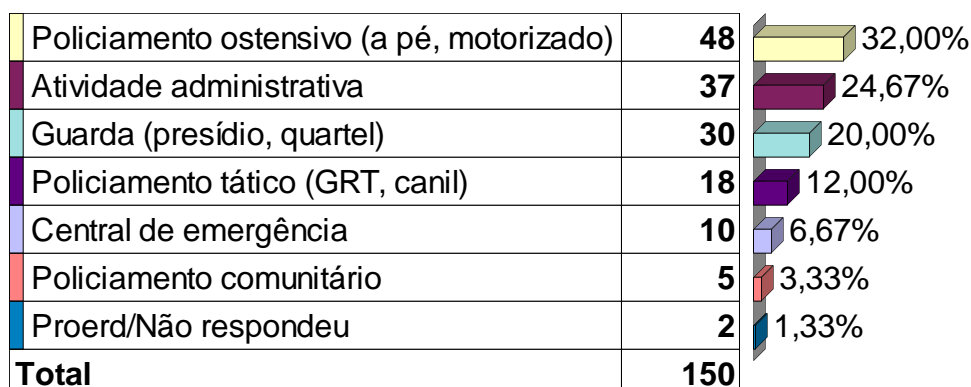 Policiamento ostensivo (a pé, motorizado) 48 32,00%
Atividade administrativa 37 24,67%
Guarda (presídio, quartel) 30 20,00%
Policiamento tático (GRT, canil) 18 12,00%
Central de emergência 10 6,67%
Policiamento comunitário 5 3,33%
Proerd/Não respondeu 2 1,33%
Total 150